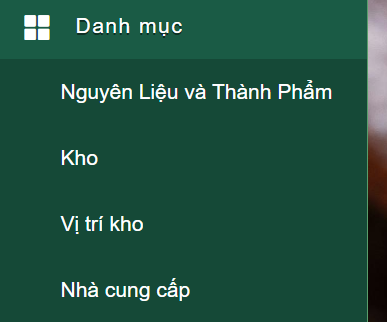 Danh mục
Nguyên Liệu và Thành Phẩm
Kho
Vị trí kho
Nhà cung cấp